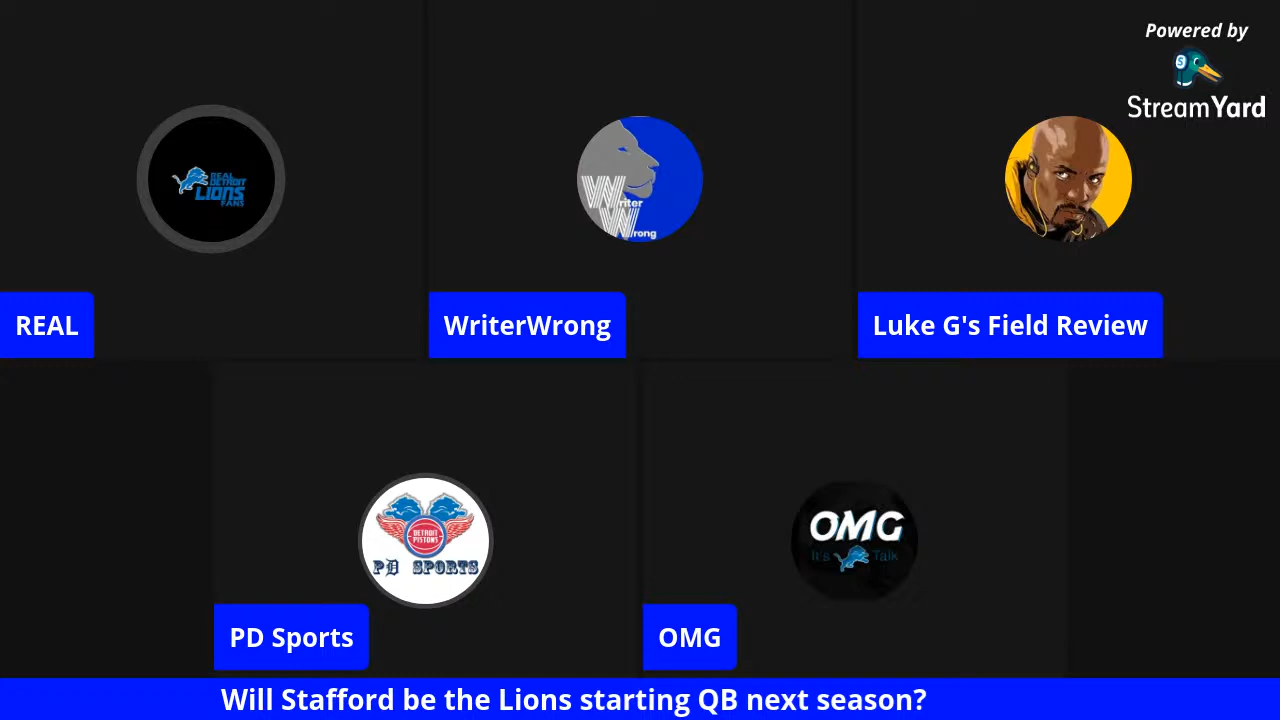 Powered by
StreamYard
REAL
DETROIT
LIONS
FANS
Writer
Wrong
REAL
WriterWrong
Luke G's Field Review
DETROIT
PISTONS
PD SPORTS
OMG
It's Talk
PD Sports
OMG
Will Stafford be the Lions starting QB next season?